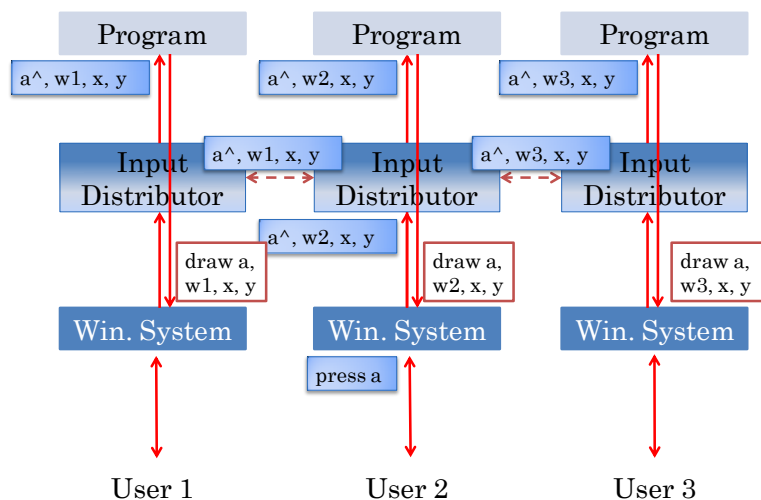 Program
Program
Program
a^, w1, x, y
a^, w2, x, y
a^, w3, x, y
Input
Distributor
a^, w1, x, y
Input
Distributor
a^, w3, x, y
Input
Distributor
a^, w2, x, y
draw a,
w1, x, y
draw a,
w2, x, y
draw a,
w3, x, y
Win. System
Win. System
Win. System
press a
User 1
User 2
User 3